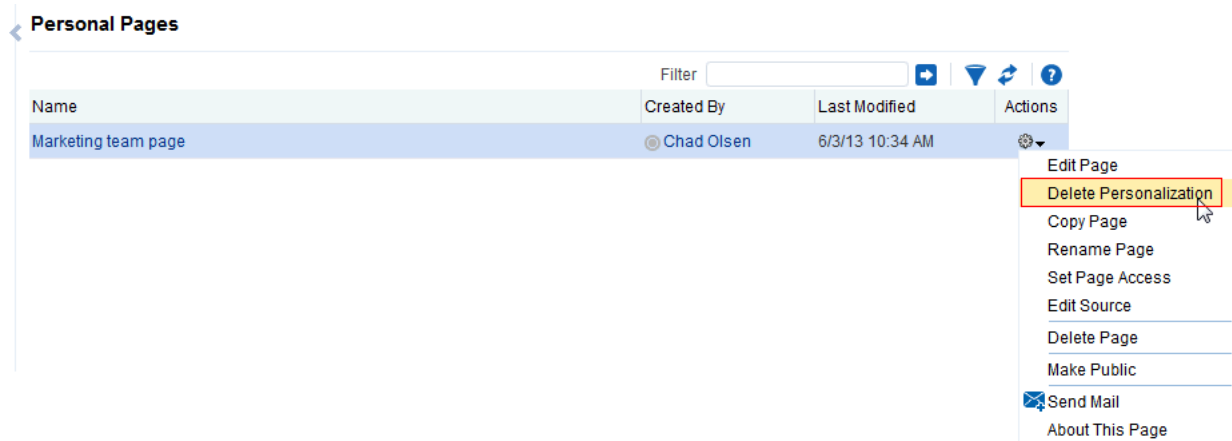 Personal Pages
Filter
Name Created By Last Modified Actions
Marketing team page Chad Olsen 6/3/13 10:34 AM
Edit Page
Delete Personalization
Copy Page
Rename Page
Set Page Access
Edit Source
Delete Page
Make Public
Send Mail
About This Page